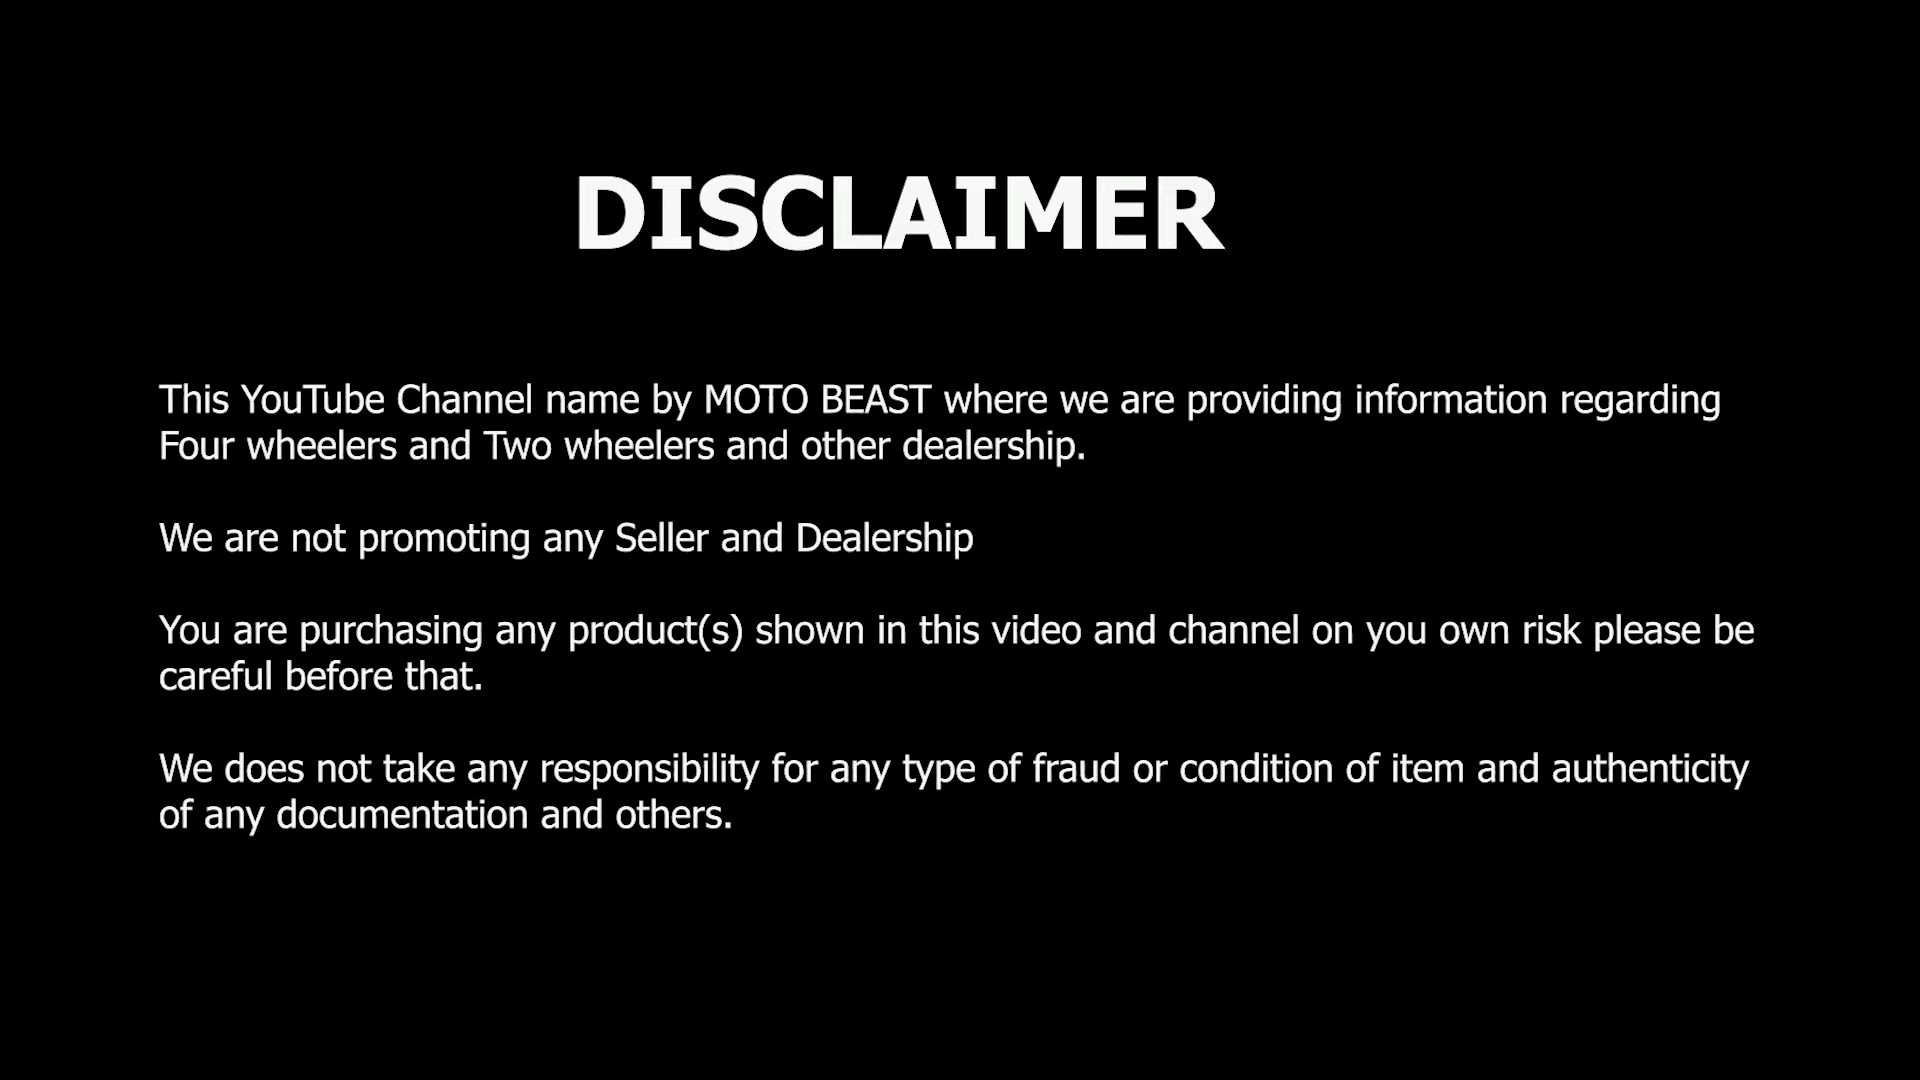 DISCLAIMER
This YouTube Channel name by MOTO BEAST where we are providing information regarding
Four wheelers and Two wheelers and other dealership.
We are not promoting any Seller and Dealership
You are purchasing any product(s) shown in this video and channel on you own risk please be
careful before that.
We does not take any responsibility for any type of fraud or condition of item and authenticity
of any documentation and others.